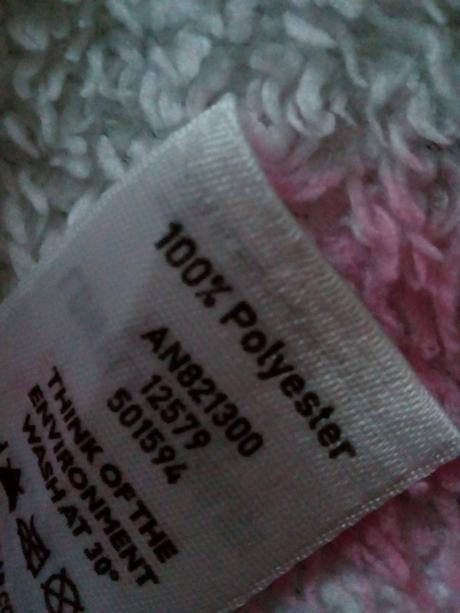 100% Polyester
AN821300
12579
501594
THINK OF THE
ENVIRONMENT
WASH AT 30°